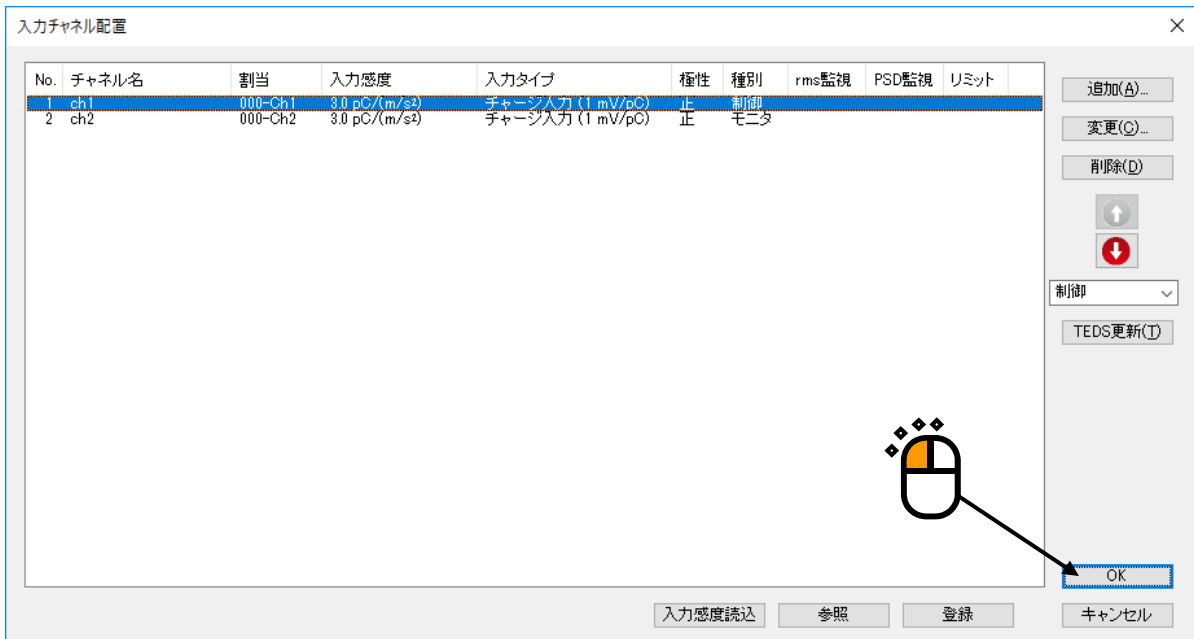 入力チャネル配置
No. チャネル名 割当 入力感度 入力タイプ 極性 種別 rms監視 PSD監視 リミット
1 ch1 000-Ch1 3.0 pC/(m/s²) チャージ入力 (1 mV/pC) 正 制御
2 ch2 000-Ch2 3.0 pC/(m/s²) チャージ入力 (1 mV/pC) 正 モニタ
追加(A)...
変更(C)...
削除(D)
制御
TEDS更新(T)
OK
入力感度読込 参照 登録 キャンセル